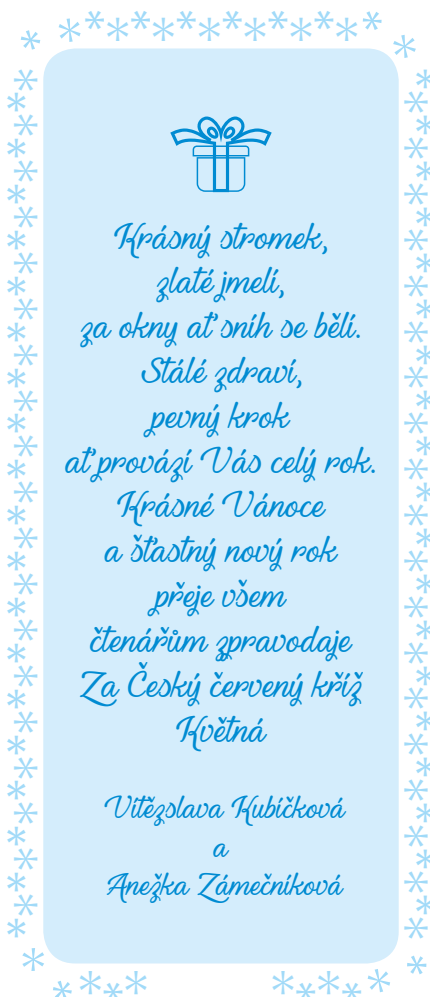 Krásný stromek,
zlaté jmelí,
za okny ať sníh se bělí.
Stálé zdraví,
pevný krok
ať provází Vás celý rok.
Krásné Vánoce
a šťastný nový rok
přeje všem
čtenářům zpravodaje
Za Český červený kříž
Květná
Vítězslava Kubíčková
a
Anežka Zámečníková